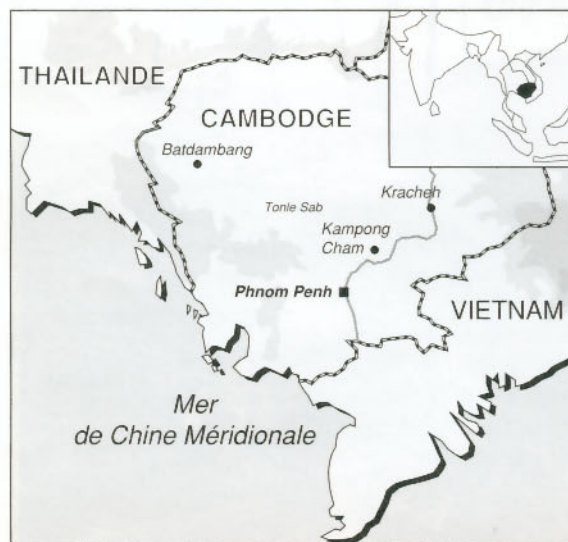 THAILANDE
CAMBODGE
Batdambang
Tonle Sab
Kracheh
Kampong
Cham
Phnom Penh
VIETNAM
Mer
de Chine Méridionale